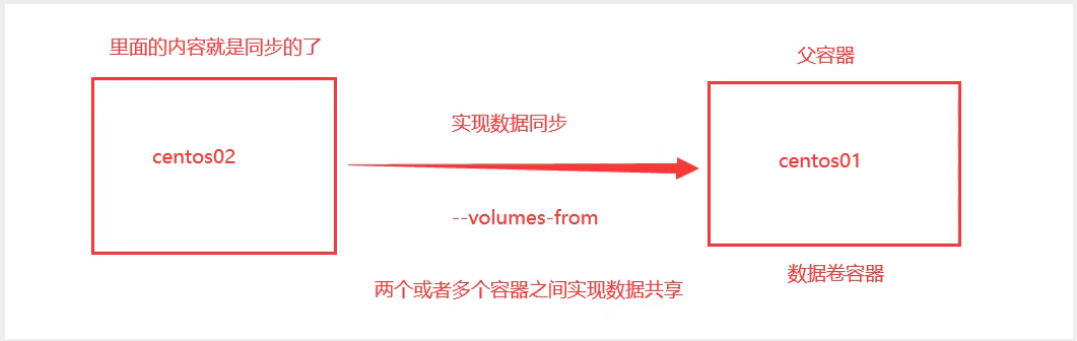 里面的内容就是同步的了
父容器
实现数据同步
centos02
centos01
--volumes-from
数据卷容器
两个或者多个容器之间实现数据共享